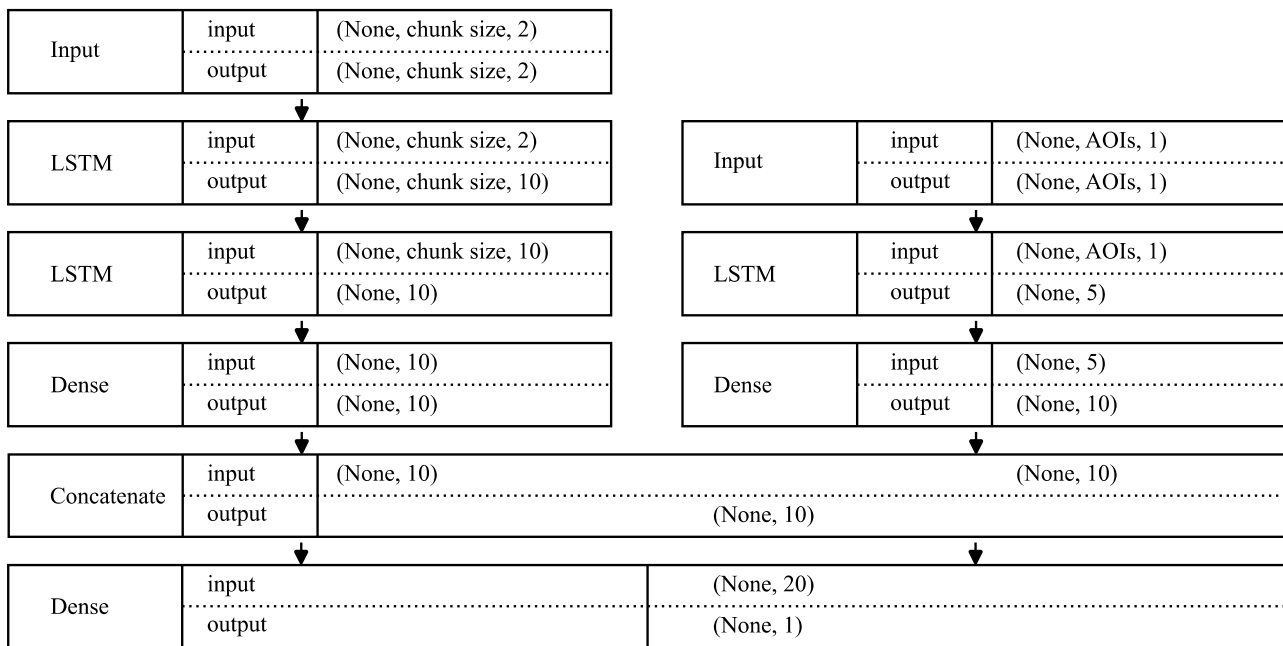 Input input (None, chunk size, 2)
output (None, chunk size, 2)
LSTM input (None, chunk size, 2)
output (None, chunk size, 10)
Input input (None, AOIs, 1)
output (None, AOIs, 1)
LSTM input (None, chunk size, 10)
output (None, 10)
LSTM input (None, AOIs, 1)
output (None, 5)
Dense input (None, 10)
output (None, 10)
Dense input (None, 5)
output (None, 10)
Concatenate input (None, 10) (None, 10)
output (None, 10)
Dense input (None, 20)
output (None, 1)